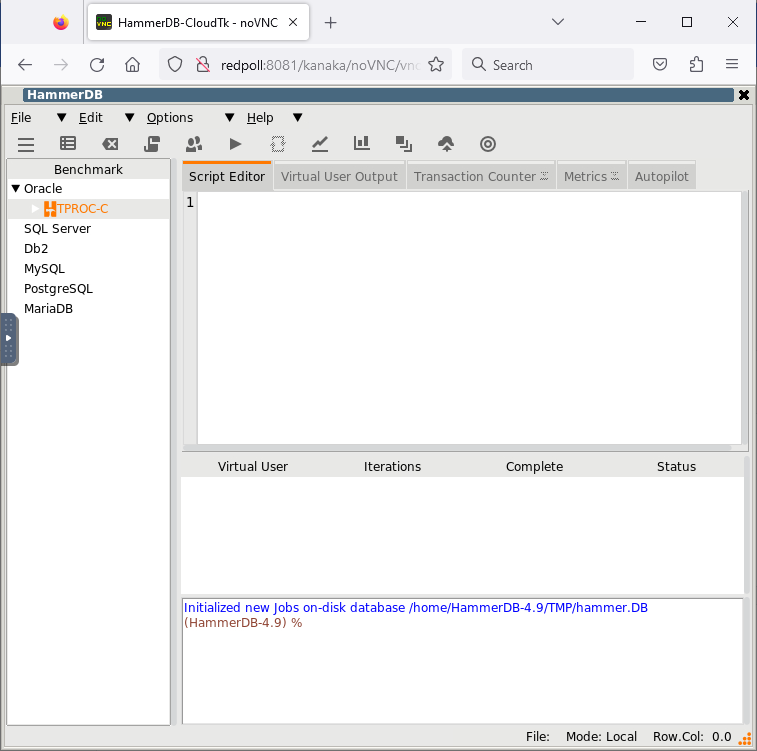 HammerDB-CloudTk - noVNC
redpoll:8081/kanaka/noVNC/vnc
Search
HammerDB
File Edit Options Help
Benchmark
Oracle
TPROC-C
SQL Server
Db2
MySQL
PostgreSQL
MariaDB
Script Editor Virtual User Output Transaction Counter Metrics Autopilot
1
Virtual User Iterations Complete Status
Initialized new Jobs on-disk database /home/HammerDB-4.9/TMP/hammer.DB
(HammerDB-4.9) %
File: Mode: Local Row.Col: 0.0